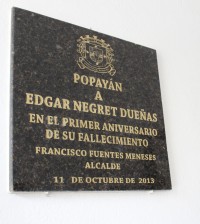 POPAYÁN
A
EDGAR NEGRET DUEÑAS
EN EL PRIMER ANIVERSARIO
DE SU FALLECIMIENTO
FRANCISCO FUENTES MENESES
ALCALDE
11 DE OCTUBRE DE 2013